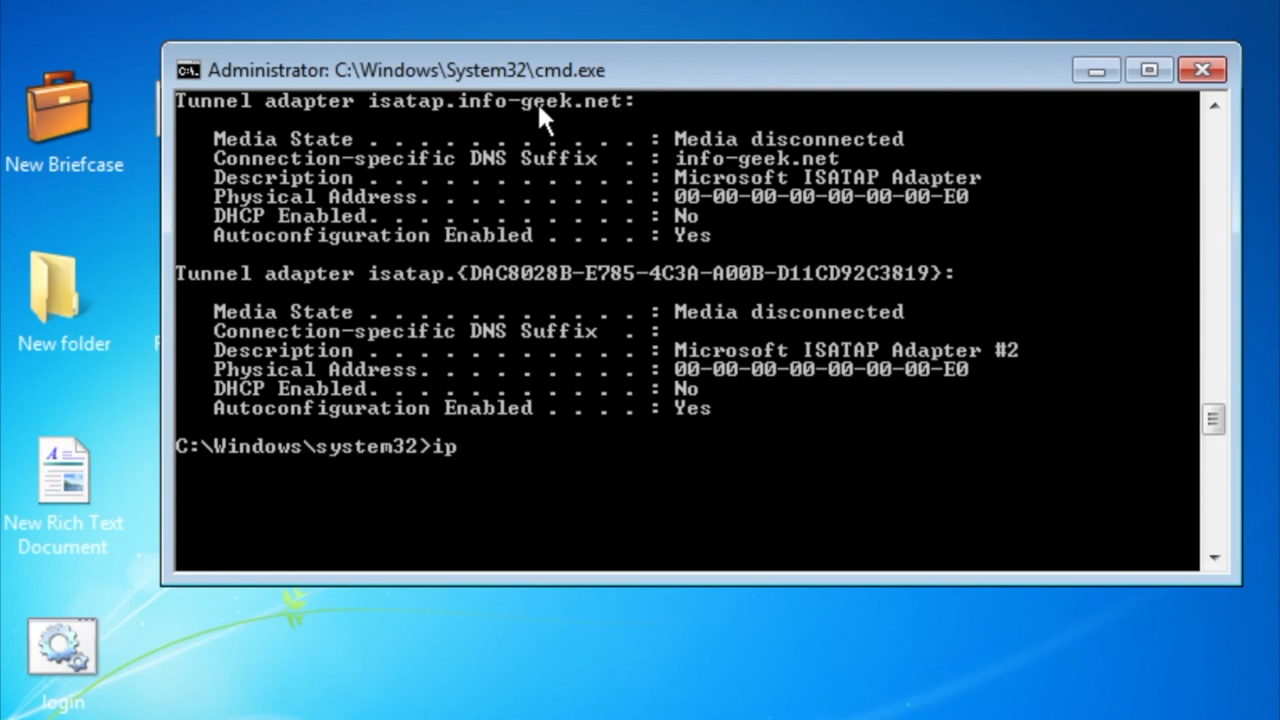 Administrator: C:\Windows\System32\cmd.exe
Tunnel adapter isatap.info-geek.net:
Media State . . . . . . . . . . . : Media disconnected
Connection-specific DNS Suffix  . : info-geek.net
Description . . . . . . . . . . . : Microsoft ISATAP Adapter
Physical Address. . . . . . . . . : 00-00-00-00-00-00-00-E0
DHCP Enabled. . . . . . . . . . . : No
Autoconfiguration Enabled . . . . : Yes
Tunnel adapter isatap.{DAC8028B-E785-4C3A-A00B-D11CD92C3819}:
Media State . . . . . . . . . . . : Media disconnected
Connection-specific DNS Suffix  . :
Description . . . . . . . . . . . : Microsoft ISATAP Adapter #2
Physical Address. . . . . . . . . : 00-00-00-00-00-00-00-E0
DHCP Enabled. . . . . . . . . . . : No
Autoconfiguration Enabled . . . . : Yes
C:\Windows\system32>ip
New Briefcase
New folder
New Rich Text
Document
login